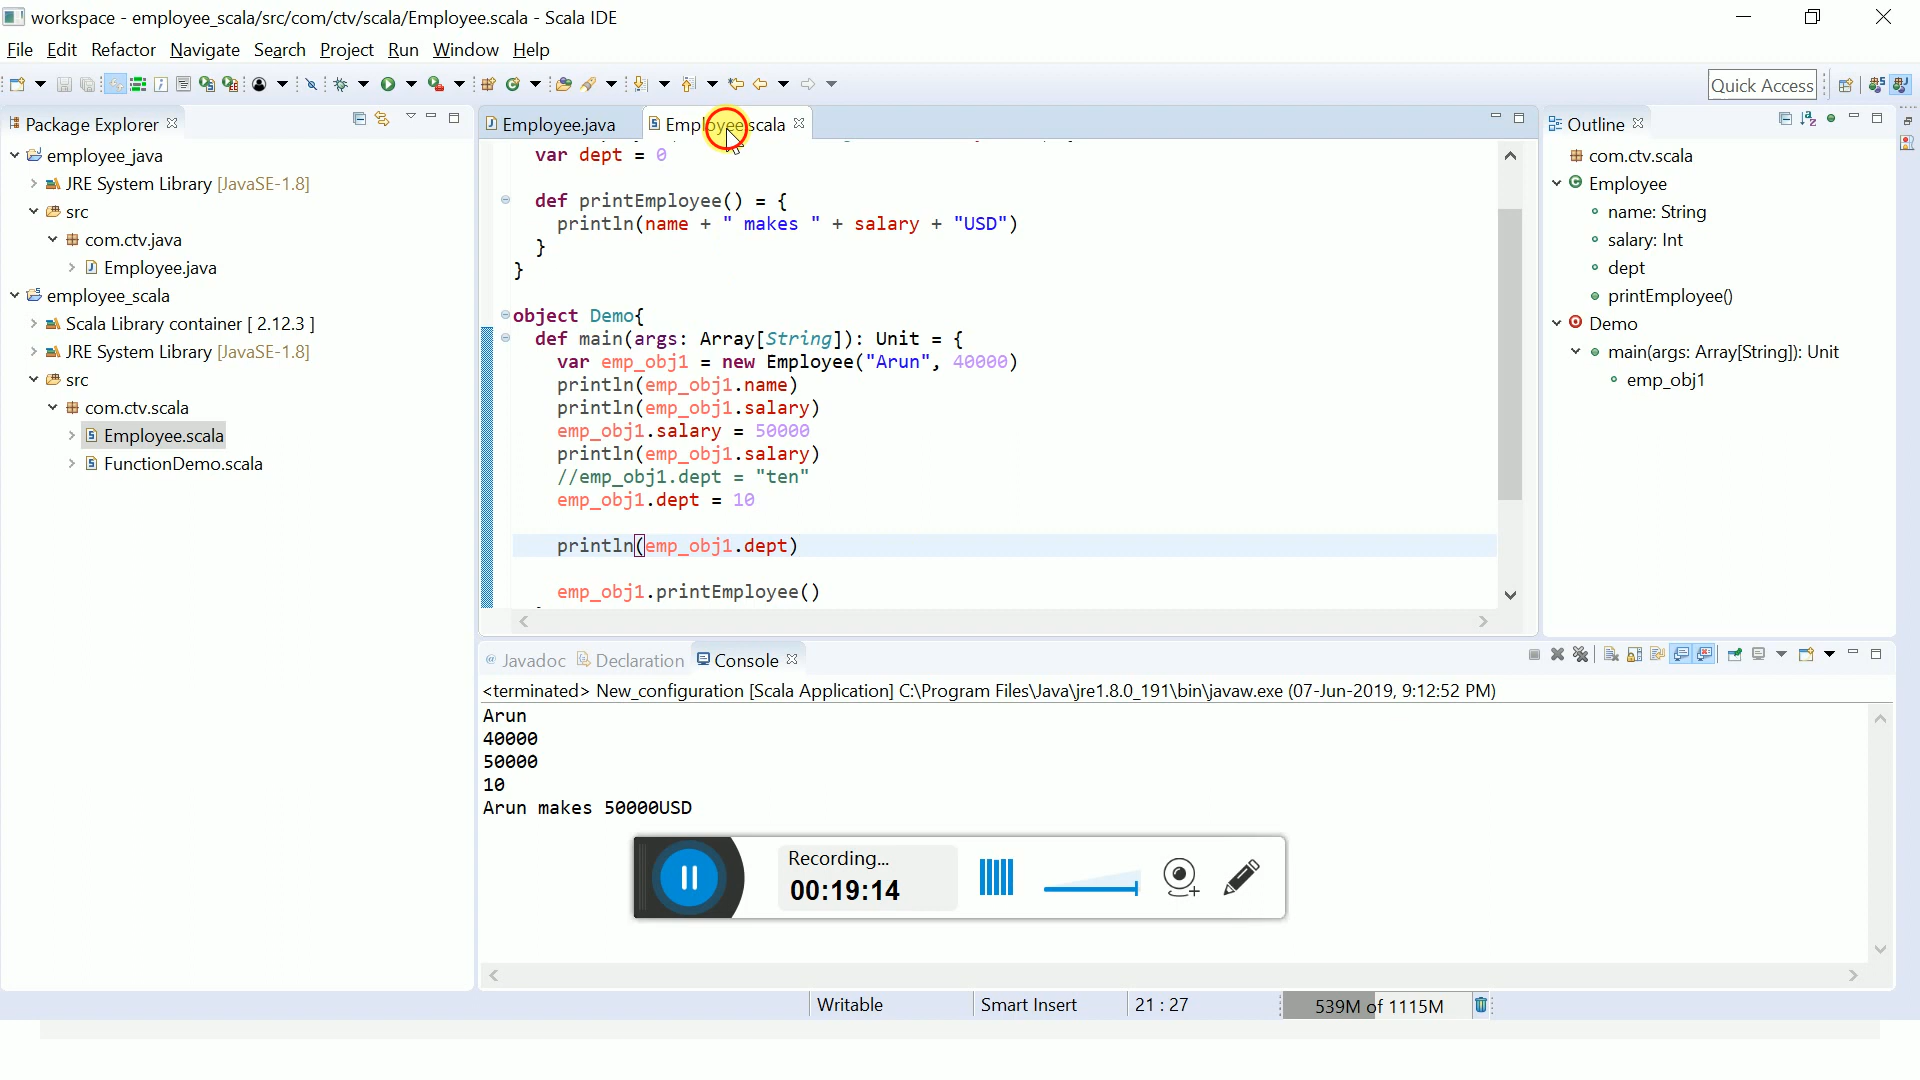 workspace - employee_scala/src/com/ctv/scala/Employee.scala - Scala IDE
File Edit Refactor Navigate Search Project Run Window Help
Quick Access
Package Explorer
employee_java
JRE System Library [JavaSE-1.8]
src
com.ctv.java
Employee.java
employee_scala
Scala Library container [ 2.12.3 ]
JRE System Library [JavaSE-1.8]
src
com.ctv.scala
Employee.scala
FunctionDemo.scala
Employee.java
Employee.scala
var dept = 0
def printEmployee() = {
println(name + " makes " + salary + "USD")
}
}
object Demo{
def main(args: Array[String]): Unit = {
var emp_obj1 = new Employee("Arun", 40000)
println(emp_obj1.name)
println(emp_obj1.salary)
emp_obj1.salary = 50000
println(emp_obj1.salary)
//emp_obj1.dept = "ten"
emp_obj1.dept = 10
println(emp_obj1.dept)
emp_obj1.printEmployee()
Outline
com.ctv.scala
Employee
name: String
salary: Int
dept
printEmployee()
Demo
main(args: Array[String]): Unit
emp_obj1
Javadoc Declaration Console
<terminated> New_configuration [Scala Application] C:\Program Files\Java\jre1.8.0_191\bin\javaw.exe (07-Jun-2019, 9:12:52 PM)
Arun
40000
50000
10
Arun makes 50000USD
Recording...
00:19:14
Writable
Smart Insert
21 : 27
539M of 1115M